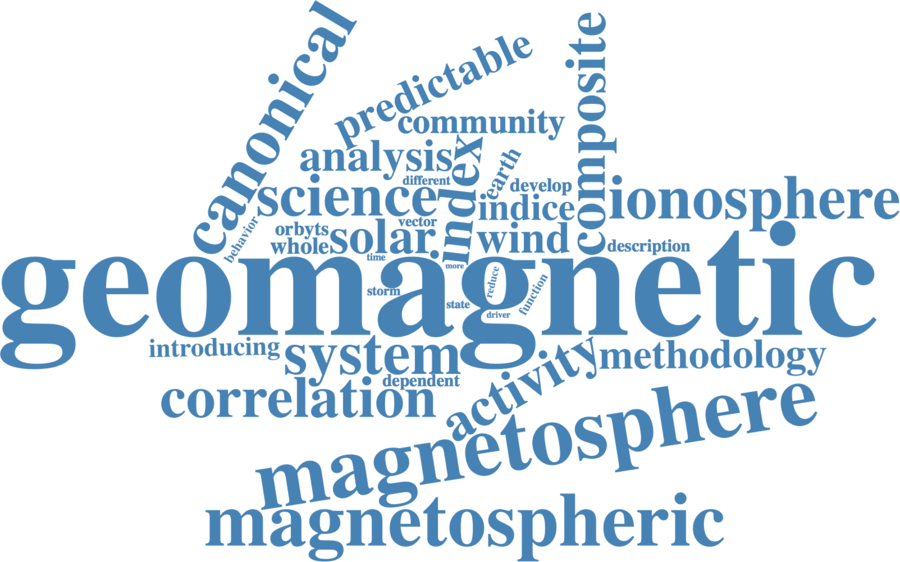 canonical
predictable
composite
community
analysis
index
earth
different
develop
science
ionosphere
indice
vector
behavior
orbyts
solar
wind
whole
description
time
more
geomagnetic
reduce
function
storm
state
driver
introducing
system
activity
methodology
dependent
correlation
magnetosphere
magnetospheric